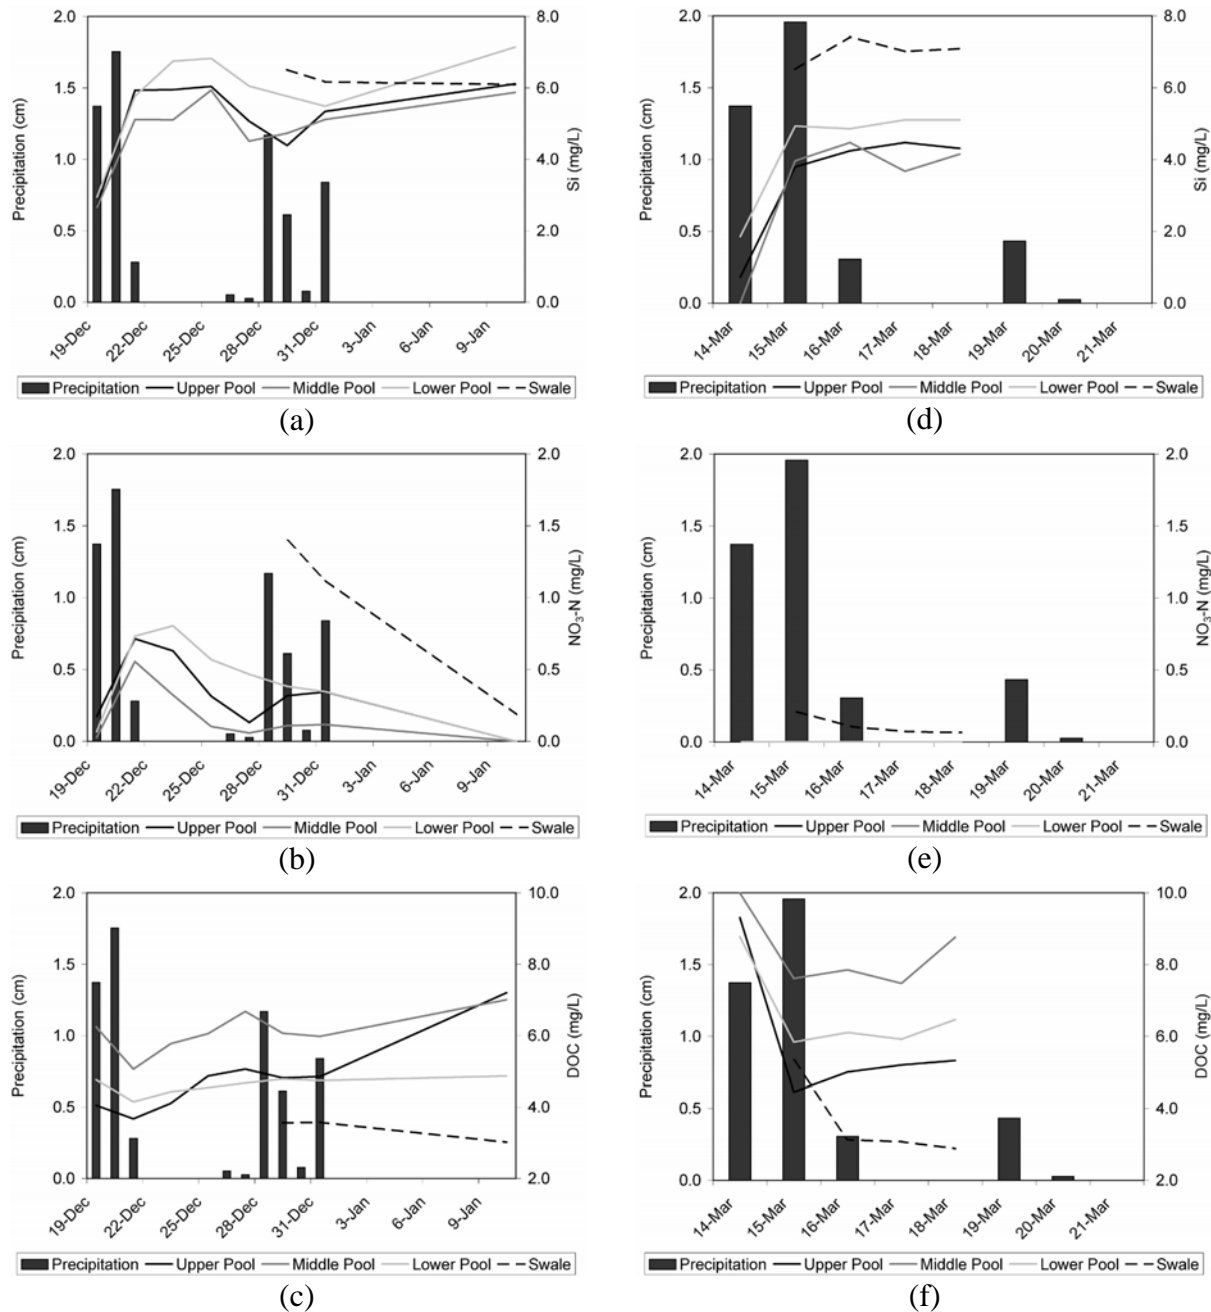 2.0 8.0
1.5 6.0
1.0 4.0
0.5 2.0
0.0 0.0
Precipitation (cm)
Si (mg/L)
19-Dec 22-Dec 25-Dec 28-Dec 31-Dec 3-Jan 6-Jan 9-Jan
Precipitation Upper Pool Middle Pool Lower Pool Swale
(a)
2.0 8.0
1.5 6.0
1.0 4.0
0.5 2.0
0.0 0.0
Precipitation (cm)
Si (mg/L)
14-Mar 15-Mar 16-Mar 17-Mar 18-Mar 19-Mar 20-Mar 21-Mar
Precipitation Upper Pool Middle Pool Lower Pool Swale
(d)
2.0 2.0
1.5 1.5
1.0 1.0
0.5 0.5
0.0 0.0
Precipitation (cm)
NO₃-N (mg/L)
19-Dec 22-Dec 25-Dec 28-Dec 31-Dec 3-Jan 6-Jan 9-Jan
Precipitation Upper Pool Middle Pool Lower Pool Swale
(b)
2.0 2.0
1.5 1.5
1.0 1.0
0.5 0.5
0.0 0.0
Precipitation (cm)
NO₃-N (mg/L)
14-Mar 15-Mar 16-Mar 17-Mar 18-Mar 19-Mar 20-Mar 21-Mar
Precipitation Upper Pool Middle Pool Lower Pool Swale
(e)
2.0 10.0
1.5 8.0
1.0 6.0
0.5 4.0
0.0 2.0
Precipitation (cm)
DOC (mg/L)
19-Dec 22-Dec 25-Dec 28-Dec 31-Dec 3-Jan 6-Jan 9-Jan
Precipitation Upper Pool Middle Pool Lower Pool Swale
(c)
2.0 10.0
1.5 8.0
1.0 6.0
0.5 4.0
0.0 2.0
Precipitation (cm)
DOC (mg/L)
14-Mar 15-Mar 16-Mar 17-Mar 18-Mar 19-Mar 20-Mar 21-Mar
Precipitation Upper Pool Middle Pool Lower Pool Swale
(f)